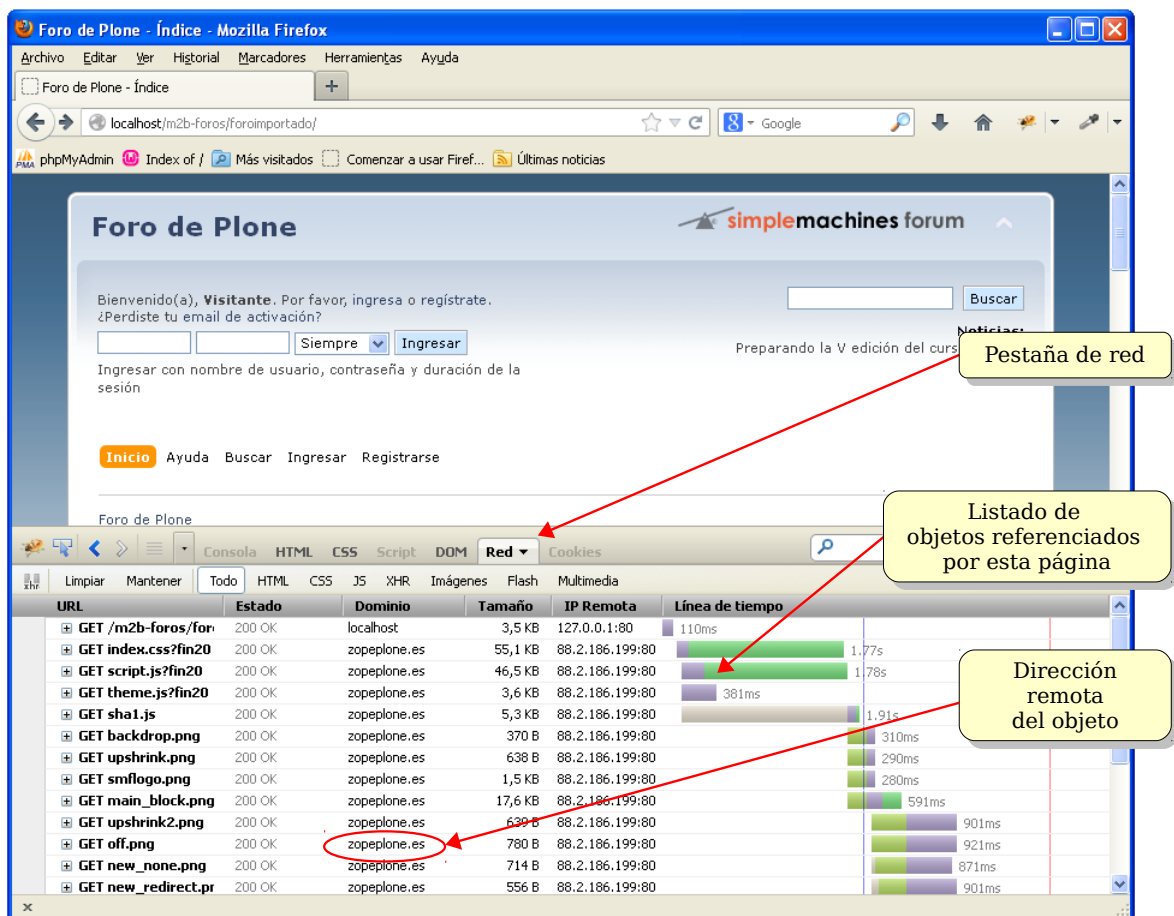 Foro de Plone - Índice - Mozilla Firefox
Archivo Editar Ver Historial Marcadores Herramientas Ayuda
Foro de Plone - Índice +
localhost/m2b-foros/foroimportado/ 8 Google
PMA phpMyAdmin Index of / Más visitados Comenzar a usar Firef... Últimas noticias
Foro de Plone simplemachines forum
Bienvenido(a), Visitante. Por favor, ingresa o regístrate. Buscar
¿Perdiste tu email de activación?
Siempre Ingresar
Noticias:
Preparando la V edición del curs
Pestaña de red
Ingresar con nombre de usuario, contraseña y duración de la
sesión
Inicio Ayuda Buscar Ingresar Registrarse
Foro de Plone
Listado de
objetos referenciados
por esta página
Consola HTML CSS Script DOM Red Cookies
xhr Limpiar Mantener Todo HTML CSS JS XHR Imágenes Flash Multimedia
URL Estado Dominio Tamaño IP Remota Línea de tiempo
GET /m2b-foros/for 200 OK localhost 3,5 KB 127.0.0.1:80 110ms
GET index.css?fin20 200 OK zopeplone.es 55,1 KB 88.2.186.199:80 1.77s
GET script.js?fin20 200 OK zopeplone.es 46,5 KB 88.2.186.199:80 1.78s
GET theme.js?fin20 200 OK zopeplone.es 3,6 KB 88.2.186.199:80 381ms
GET sha1.js 200 OK zopeplone.es 5,3 KB 88.2.186.199:80 1.91s
GET backdrop.png 200 OK zopeplone.es 370 B 88.2.186.199:80 310ms
GET upshrink.png 200 OK zopeplone.es 638 B 88.2.186.199:80 290ms
GET smflogo.png 200 OK zopeplone.es 1,5 KB 88.2.186.199:80 280ms
GET main_block.png 200 OK zopeplone.es 17,6 KB 88.2.186.199:80 591ms
GET upshrink2.png 200 OK zopeplone.es 639 B 88.2.186.199:80 901ms
GET off.png 200 OK zopeplone.es 780 B 88.2.186.199:80 921ms
GET new_none.png 200 OK zopeplone.es 714 B 88.2.186.199:80 871ms
GET new_redirect.pr 200 OK zopeplone.es 556 B 88.2.186.199:80 901ms
Dirección
remota
del objeto